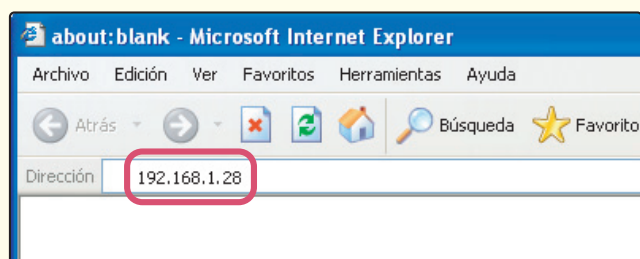 about:blank - Microsoft Internet Explorer
Archivo Edición Ver Favoritos Herramientas Ayuda
Atrás Búsqueda Favorito
Dirección 192.168.1.28